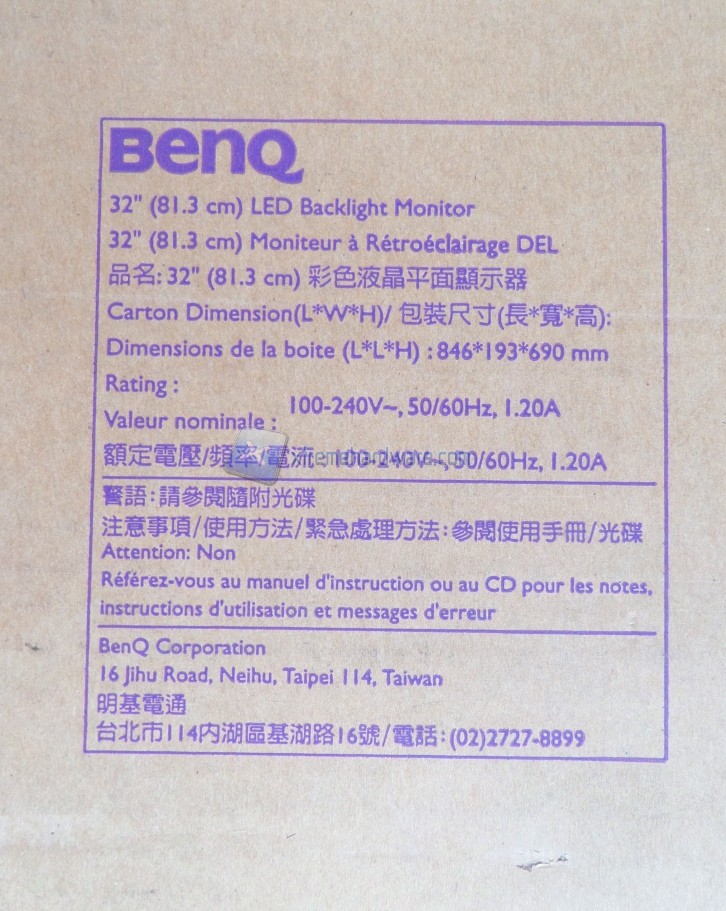 BenQ
32" (81.3 cm) LED Backlight Monitor
32" (81.3 cm) Moniteur à Rétroéclairage DEL
品名: 32" (81.3 cm) 彩色液晶平面顯示器
Carton Dimension(L*W*H)/ 包裝尺寸(長*寬*高):
Dimensions de la boite (L*L*H) : 846*193*690 mm
Rating :
100-240V~, 50/60Hz, 1.20A
Valeur nominale :
額定電壓/頻率/電流 : 100-240V~, 50/60Hz, 1.20A
警語: 請參閱隨附光碟
注意事項/使用方法/緊急處理方法: 參閱使用手冊/光碟
Attention: Non
Référez-vous au manuel d'instruction ou au CD pour les notes,
instructions d'utilisation et messages d'erreur
BenQ Corporation
16 Jihu Road, Neihu, Taipei 114, Taiwan
明基電通
台北市114內湖區基湖路16號/電話: (02)2727-8899